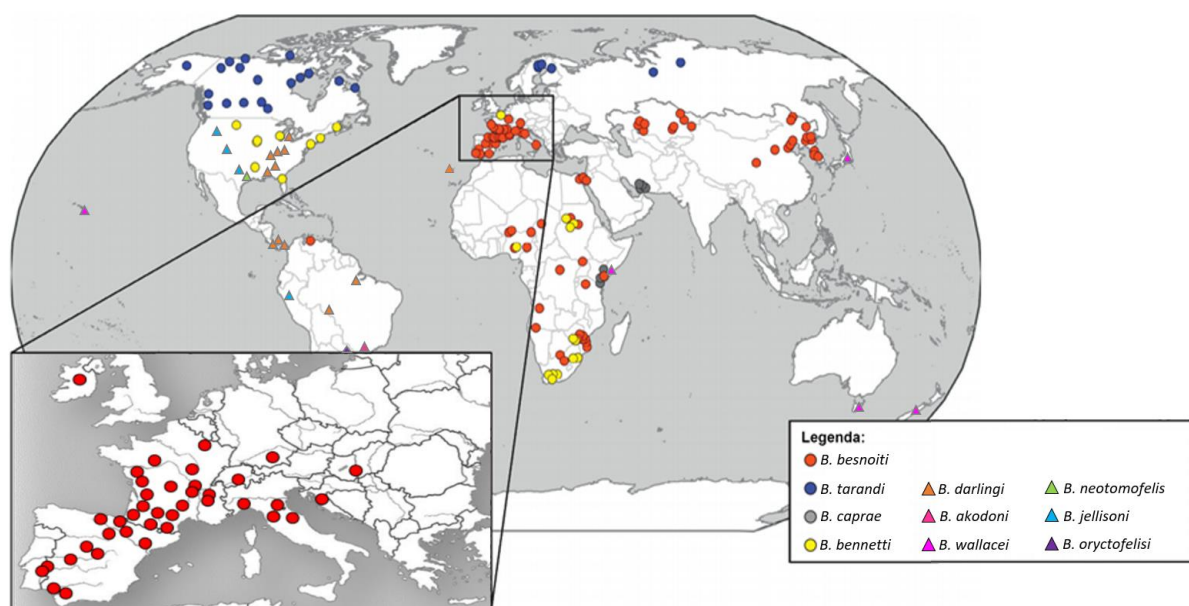 Legenda:
B. besnoiti
B. tarandi
B. darlingi
B. neotomofelis
B. caprae
B. akodoni
B. jellisoni
B. bennetti
B. wallacei
B. oryctofelisi